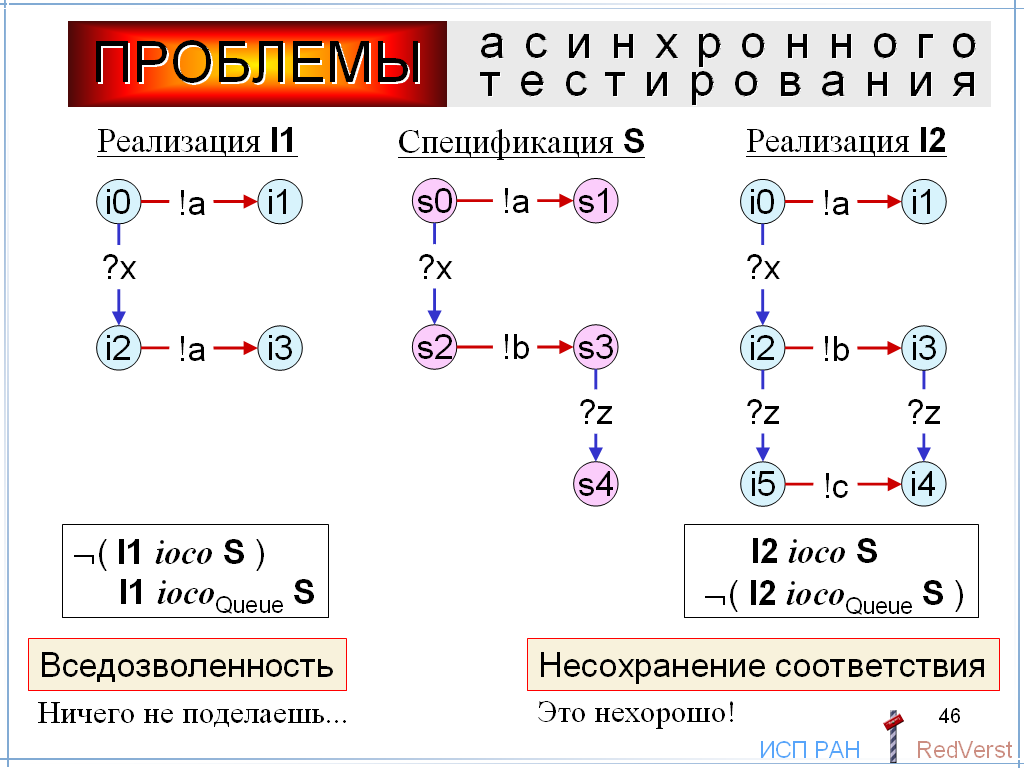 ПРОБЛЕМЫ
асинхронного
тестирования
Реализация I1
Спецификация S
Реализация I2
i0 !a i1
s0 !a s1
i0 !a i1
?x
?x
?x
i2 !a i3
s2 !b s3
i2 !b i3
?z
?z
?z
s4
i5 !c i4
¬( I1 ioco S )
I1 iocoQueue S
I2 ioco S
¬( I2 iocoQueue S )
Вседозволенность
Несохранение соответствия
Ничего не поделаешь...
Это нехорошо!
46
ИСП РАН
RedVerst